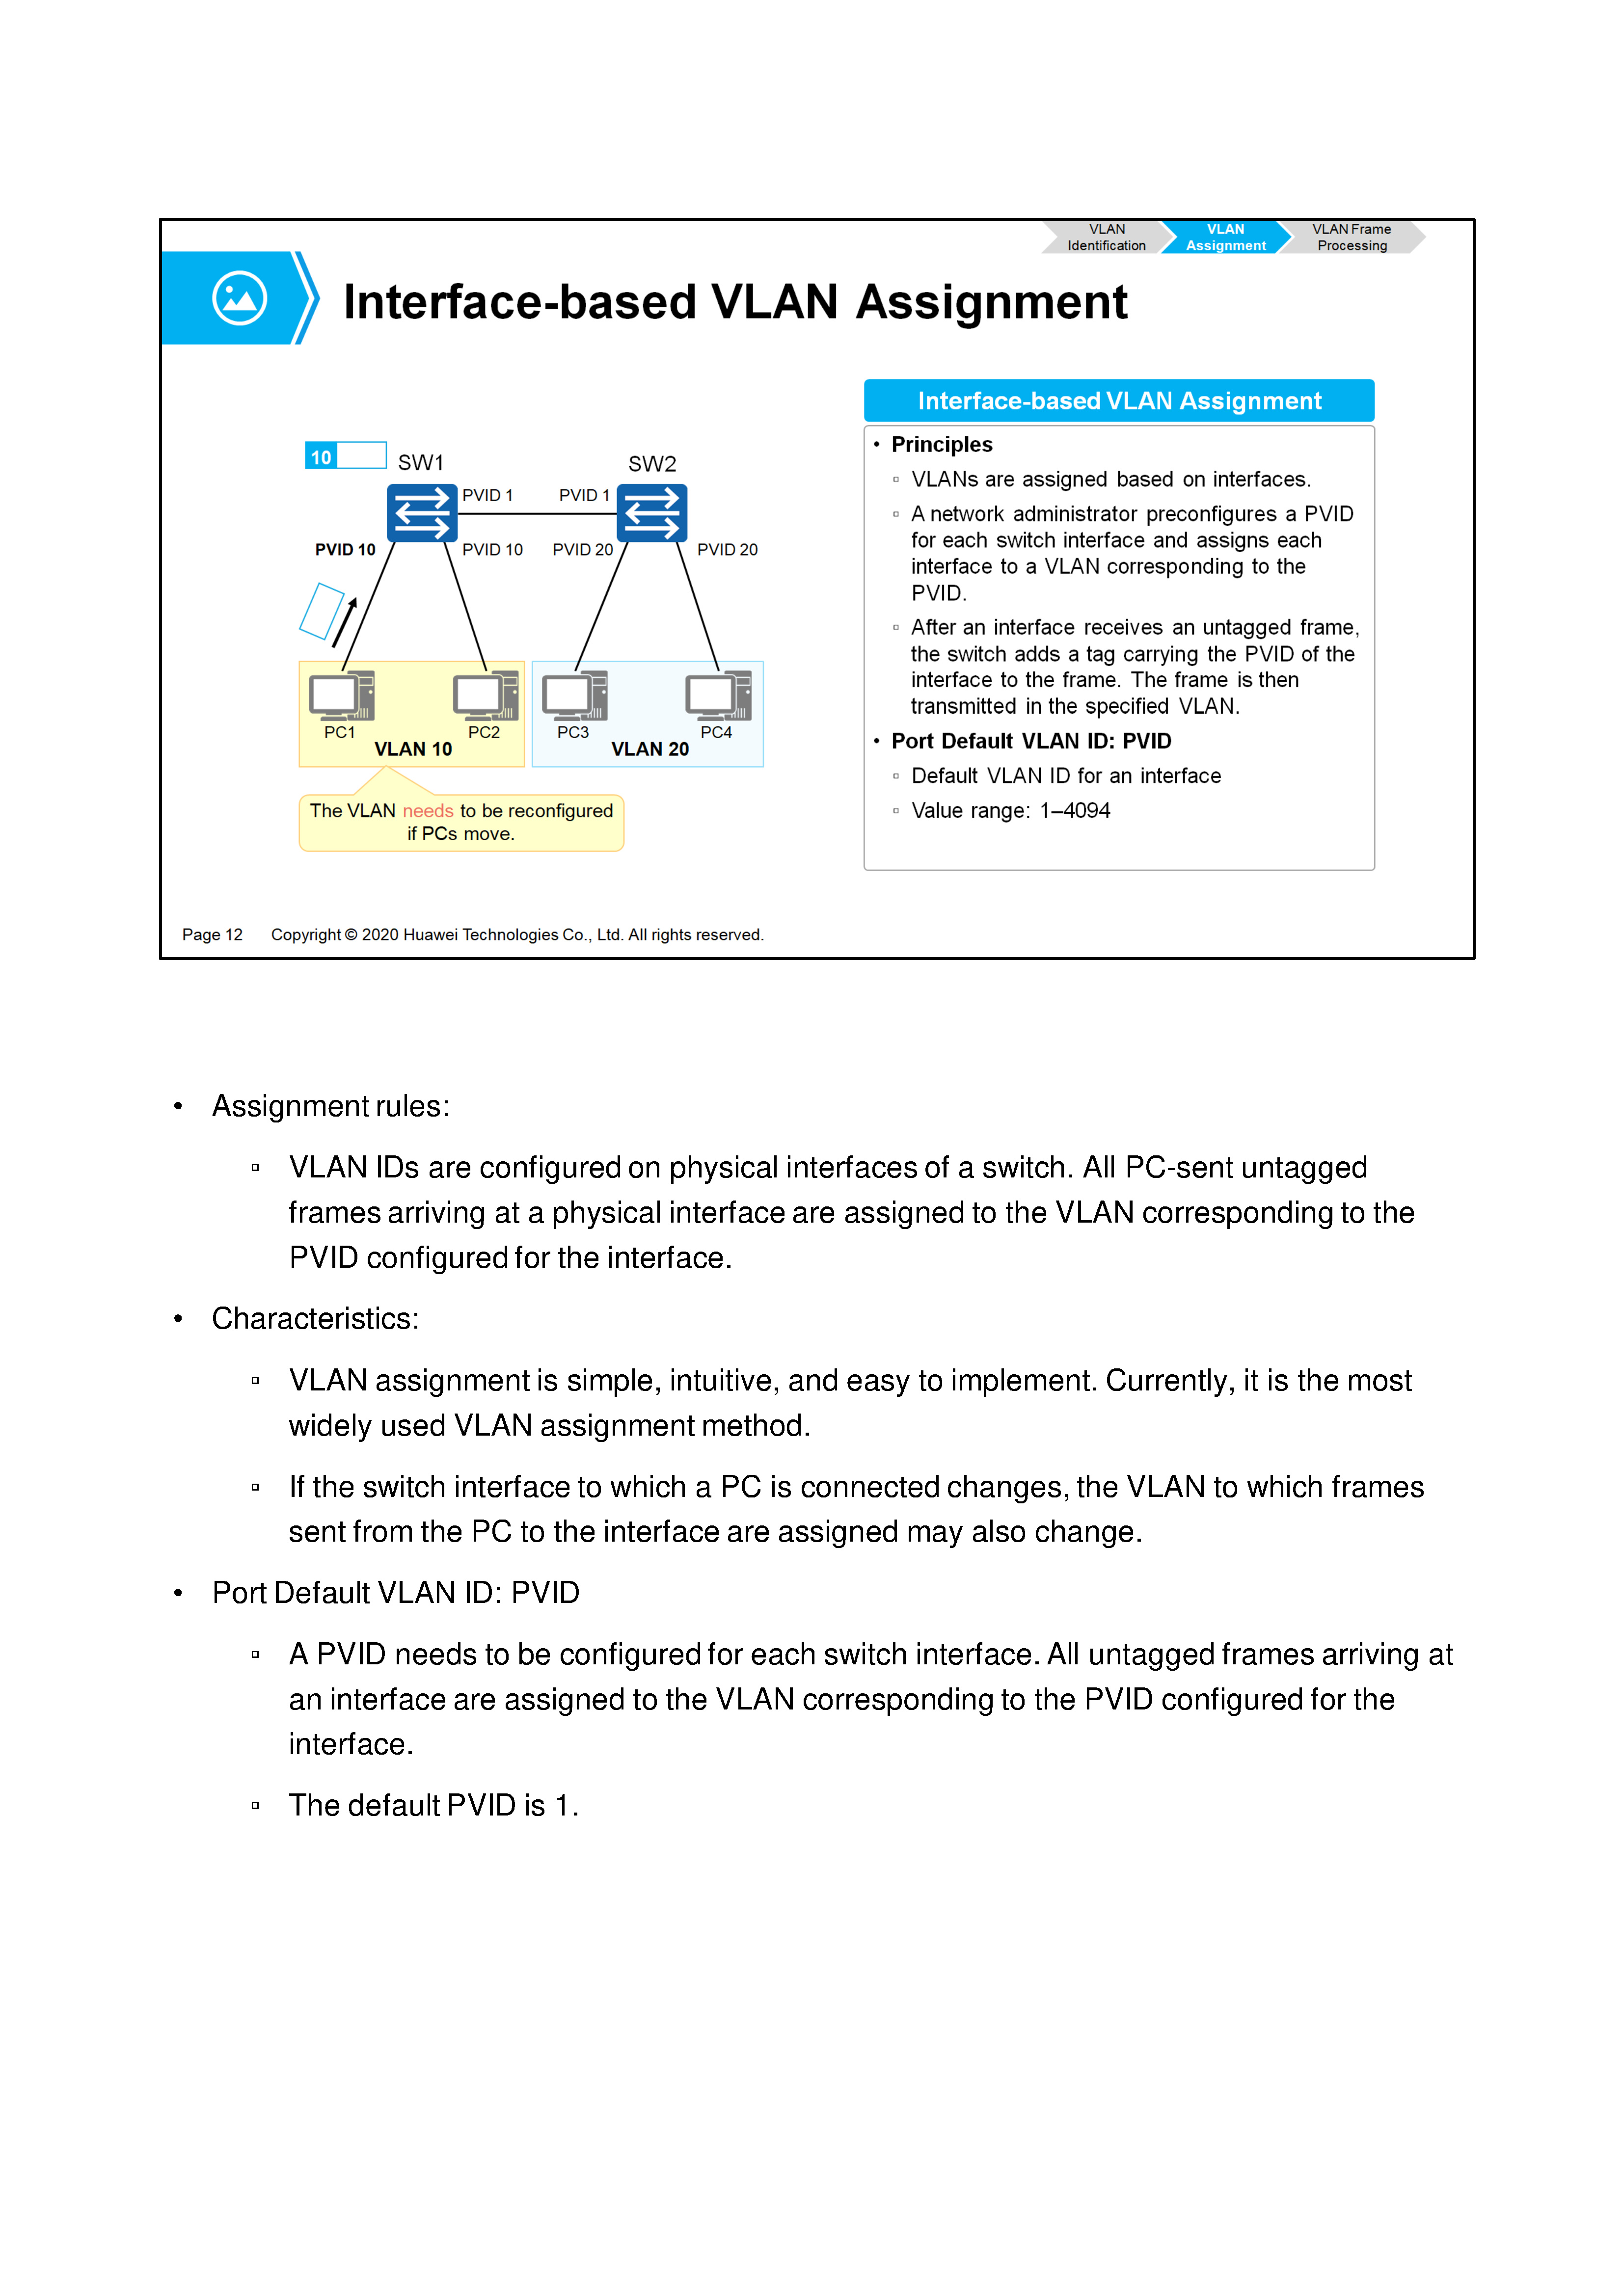 VLAN
Identification
VLAN
Assignment
VLAN Frame
Processing
Interface-based VLAN Assignment
10
SW1
SW2
PVID 1
PVID 1
PVID 10
PVID 10
PVID 20
PVID 20
PC1
PC2
PC3
PC4
VLAN 10
VLAN 20
The VLAN needs to be reconfigured
if PCs move.
Interface-based VLAN Assignment
• Principles
▫ VLANs are assigned based on interfaces.
▫ A network administrator preconfigures a PVID
for each switch interface and assigns each
interface to a VLAN corresponding to the
PVID.
▫ After an interface receives an untagged frame,
the switch adds a tag carrying the PVID of the
interface to the frame. The frame is then
transmitted in the specified VLAN.
• Port Default VLAN ID: PVID
▫ Default VLAN ID for an interface
▫ Value range: 1–4094
Page 12 Copyright © 2020 Huawei Technologies Co., Ltd. All rights reserved.
• Assignment rules:
▫ VLAN IDs are configured on physical interfaces of a switch. All PC-sent untagged
frames arriving at a physical interface are assigned to the VLAN corresponding to the
PVID configured for the interface.
• Characteristics:
▫ VLAN assignment is simple, intuitive, and easy to implement. Currently, it is the most
widely used VLAN assignment method.
▫ If the switch interface to which a PC is connected changes, the VLAN to which frames
sent from the PC to the interface are assigned may also change.
• Port Default VLAN ID: PVID
▫ A PVID needs to be configured for each switch interface. All untagged frames arriving at
an interface are assigned to the VLAN corresponding to the PVID configured for the
interface.
▫ The default PVID is 1.